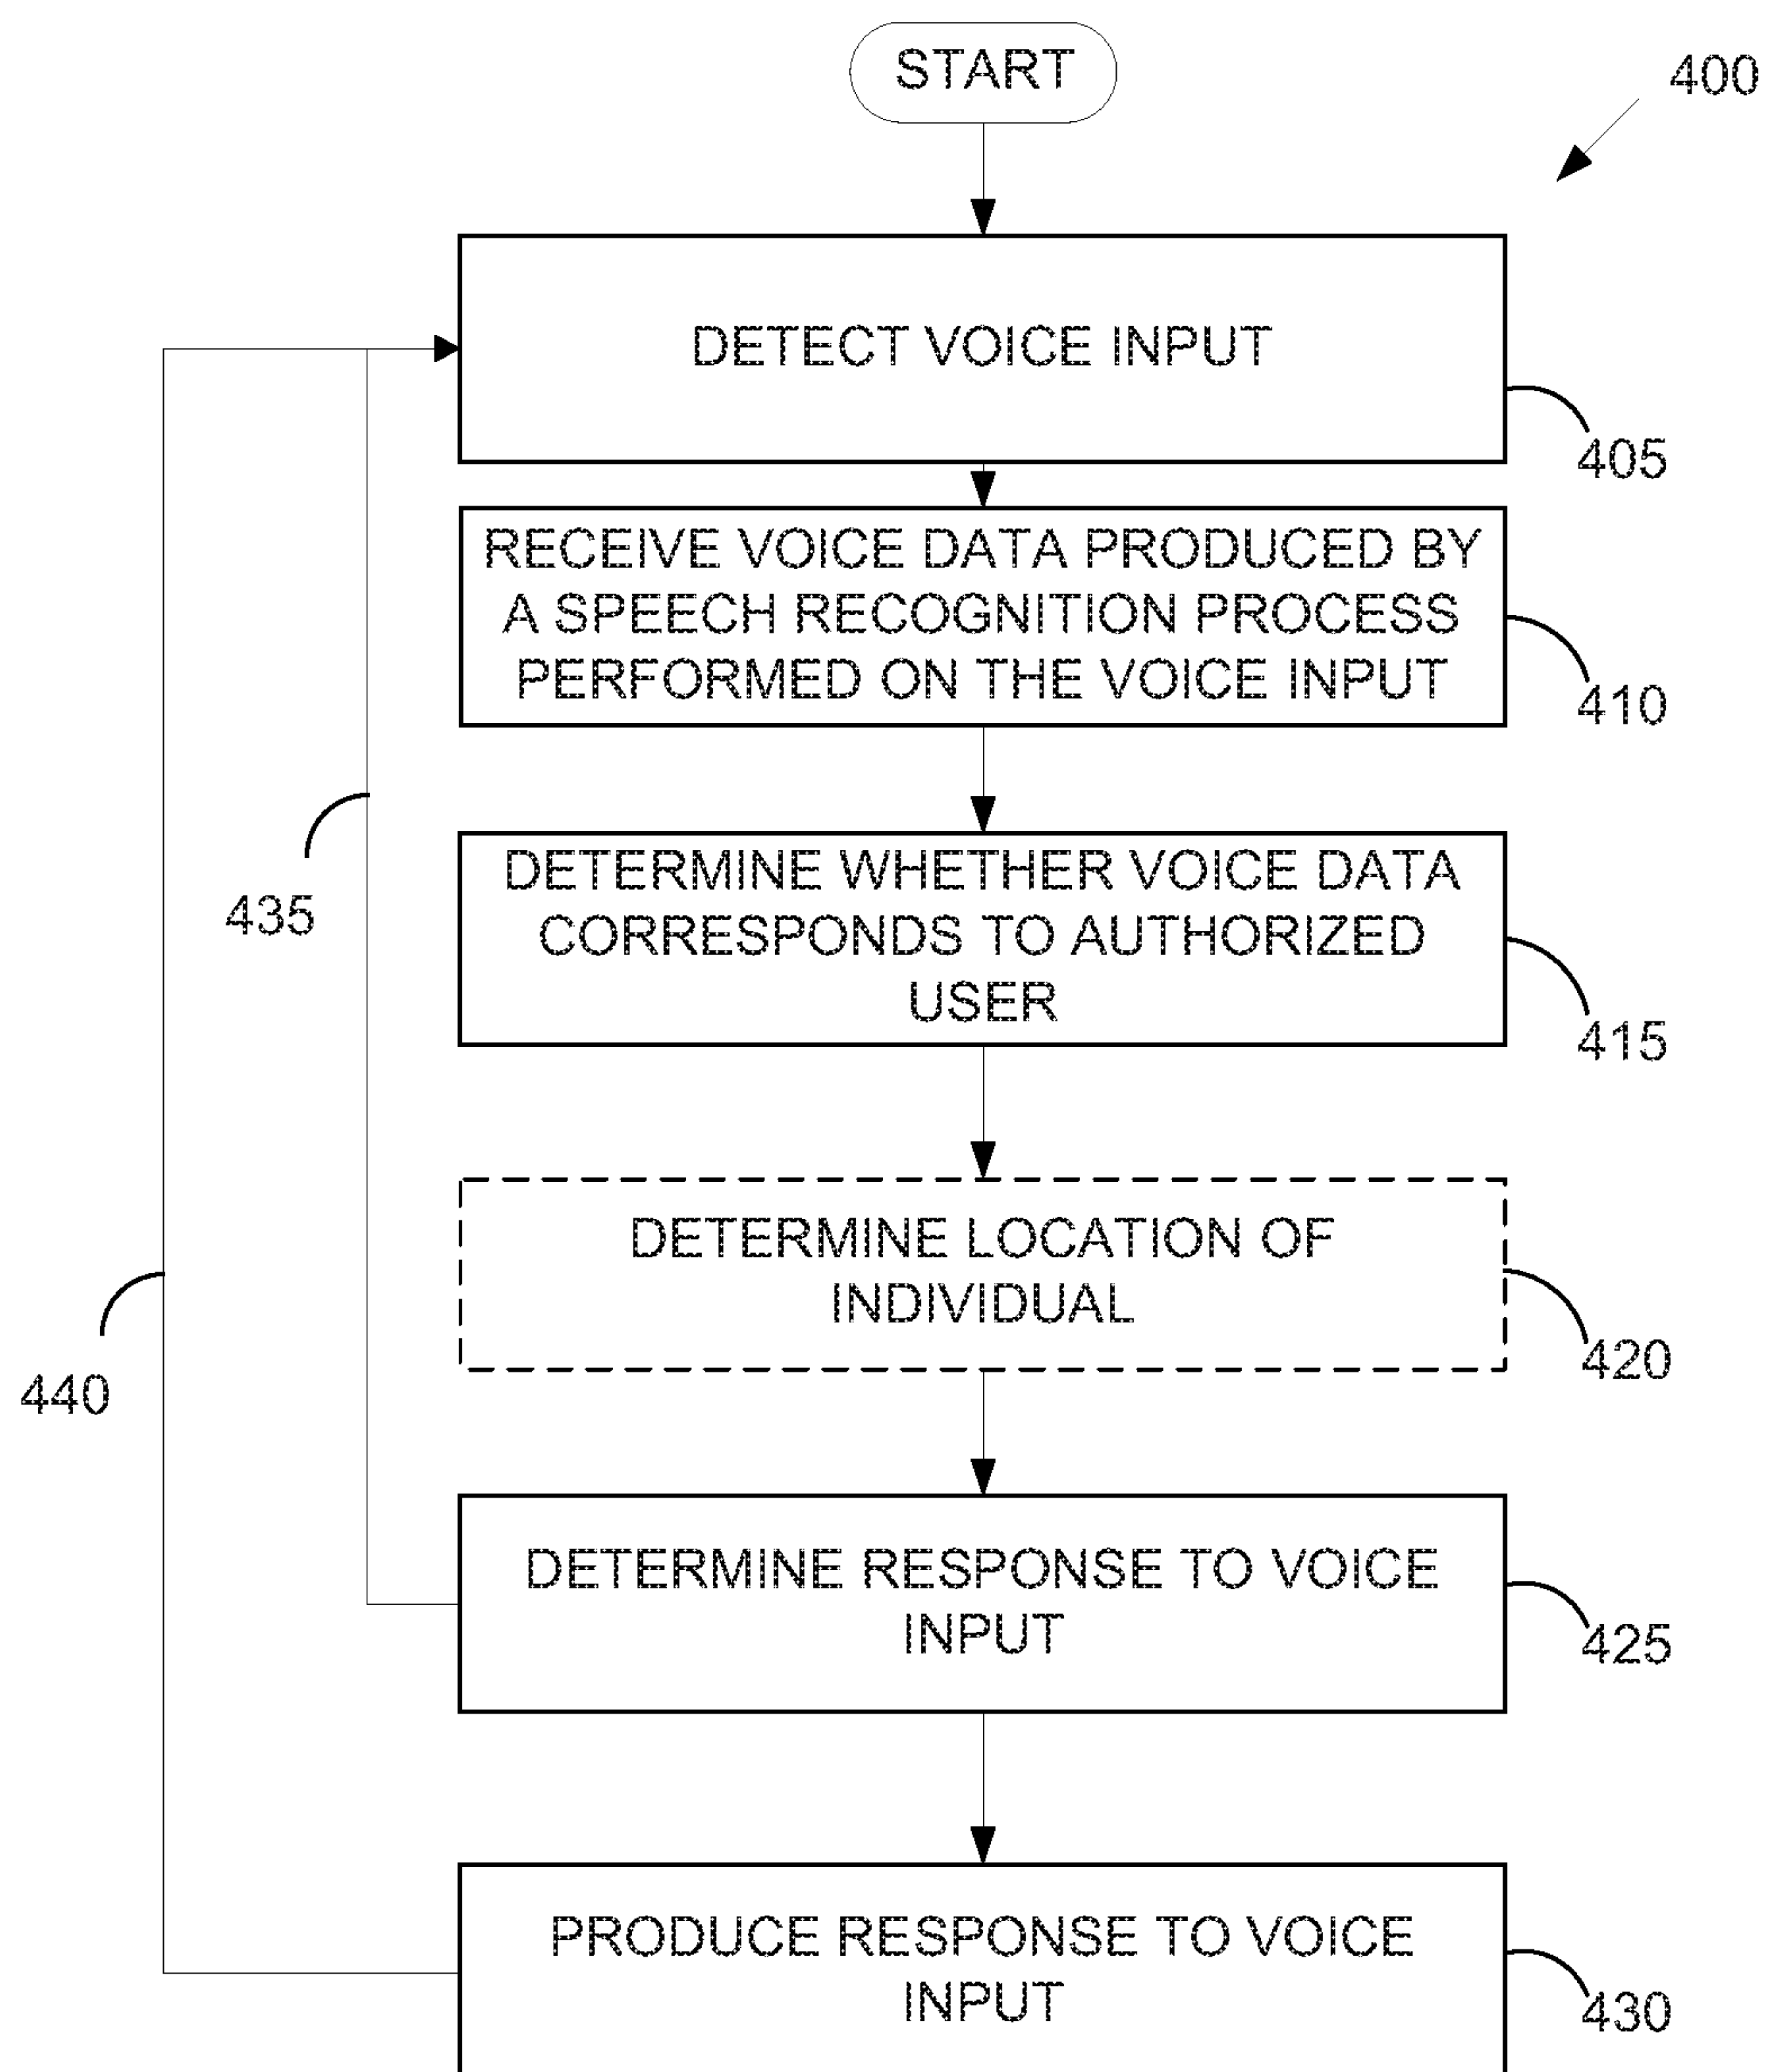 START
400
DETECT VOICE INPUT
405
RECEIVE VOICE DATA PRODUCED BY
A SPEECH RECOGNITION PROCESS
PERFORMED ON THE VOICE INPUT
410
DETERMINE WHETHER VOICE DATA
CORRESPONDS TO AUTHORIZED
USER
415
435
DETERMINE LOCATION OF
INDIVIDUAL
420
440
DETERMINE RESPONSE TO VOICE
INPUT
425
PRODUCE RESPONSE TO VOICE
INPUT
430